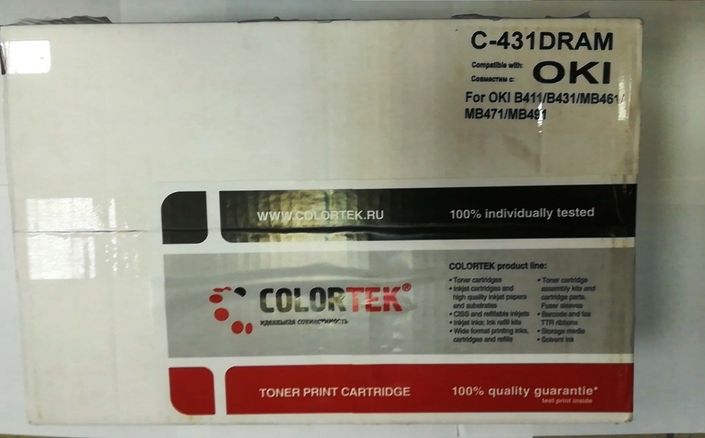 C-431DRAM
Compatible with:
Совместим с:
OKI
For OKI B411/B431/MB461/
MB471/MB491
WWW.COLORTEK.RU
100% individually tested
COLORTEK®
идеальная совместимость
COLORTEK product line:
• Toner cartridges
• Inkjet cartridges and
high quality inkjet papers
and substrates
• CISS and refillable inkjets
• Inkjet inks: Ink refill kits
• Wide format printing inks,
cartridges and refills
• Toner cartridge
assembly kits and
cartridge parts.
Fuser sleeves
• Barcode and fax
TTR ribbons
• Storage media
• Solvent ink
TONER PRINT CARTRIDGE
100% quality guarantie*
test print inside